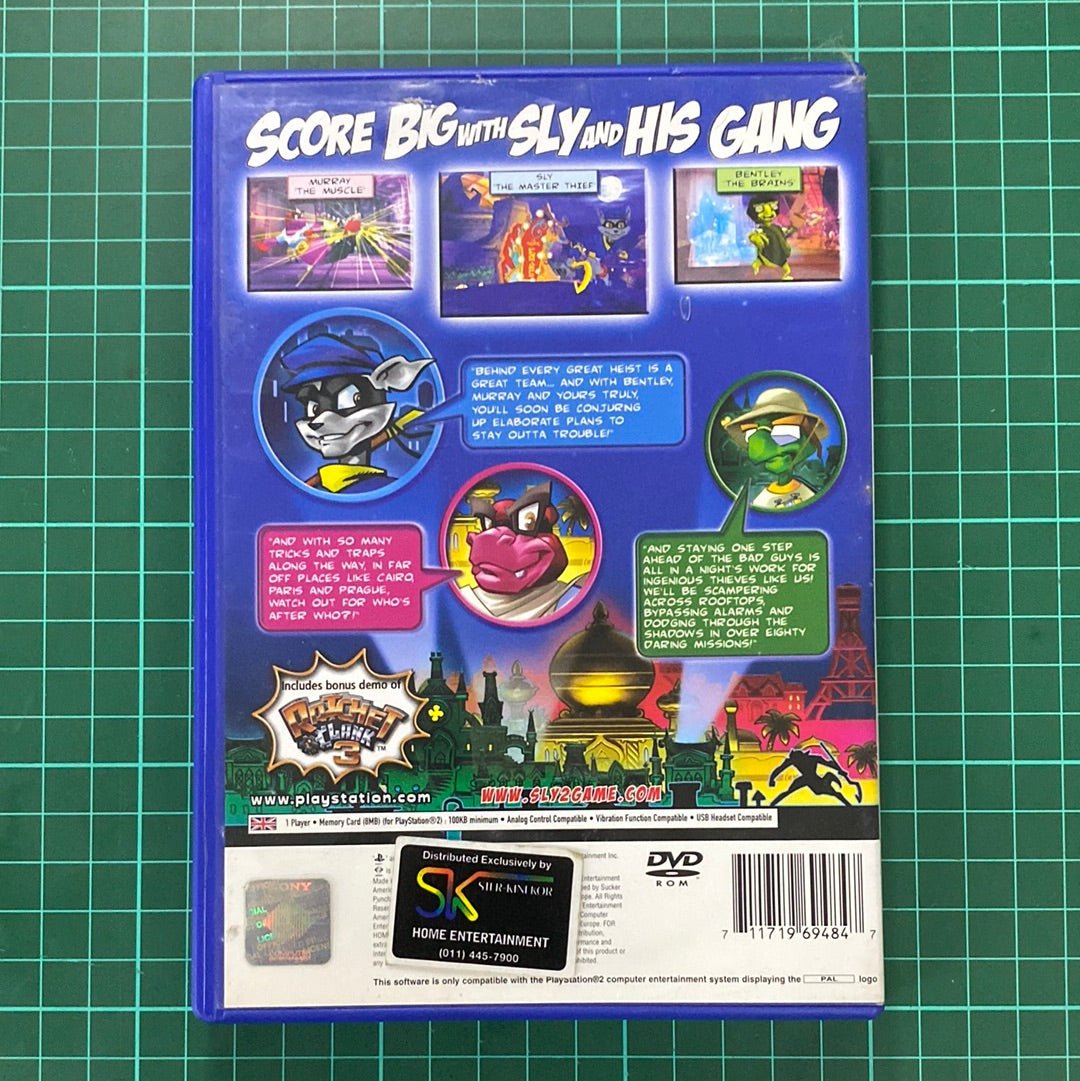 SCORE BIG WITH SLY AND HIS GANG
MURRAY
"THE MUSCLE"
SLY
"THE MASTER THIEF"
BENTLEY
"THE BRAINS"
"BEHIND EVERY GREAT HEIST IS A
GREAT TEAM... AND WITH BENTLEY,
MURRAY AND YOURS TRULY,
YOU'LL SOON BE CONJURING
UP ELABORATE PLANS TO
STAY OUTTA TROUBLE!"
"AND WITH SO MANY
TRICKS AND TRAPS
ALONG THE WAY, IN FAR
OFF PLACES LIKE CAIRO,
PARIS AND PRAGUE,
WATCH OUT FOR WHO'S
AFTER WHO?!"
"AND STAYING ONE STEP
AHEAD OF THE BAD GUYS IS
ALL IN A NIGHT'S WORK FOR
INGENIOUS THIEVES LIKE US!
WE'LL BE SCAMPERING
ACROSS ROOFTOPS,
BYPASSING ALARMS AND
DODGING THROUGH THE
SHADOWS IN OVER EIGHTY
DARING MISSIONS!"
Includes bonus demo of
RATCHET
& CLANK
3™
www.playstation.com
WWW.SLY2GAME.COM
1 Player • Memory Card (8MB) (for PlayStation®2) : 100KB minimum • Analog Control Compatible • Vibration Function Compatible • USB Headset Compatible
SONY
Distributed Exclusively by
SK STER-KINEKOR
HOME ENTERTAINMENT
(011) 445-7900
DVD
ROM
7 11719 69484 7
This software is only compatible with the PlayStation®2 computer entertainment system displaying the PAL logo